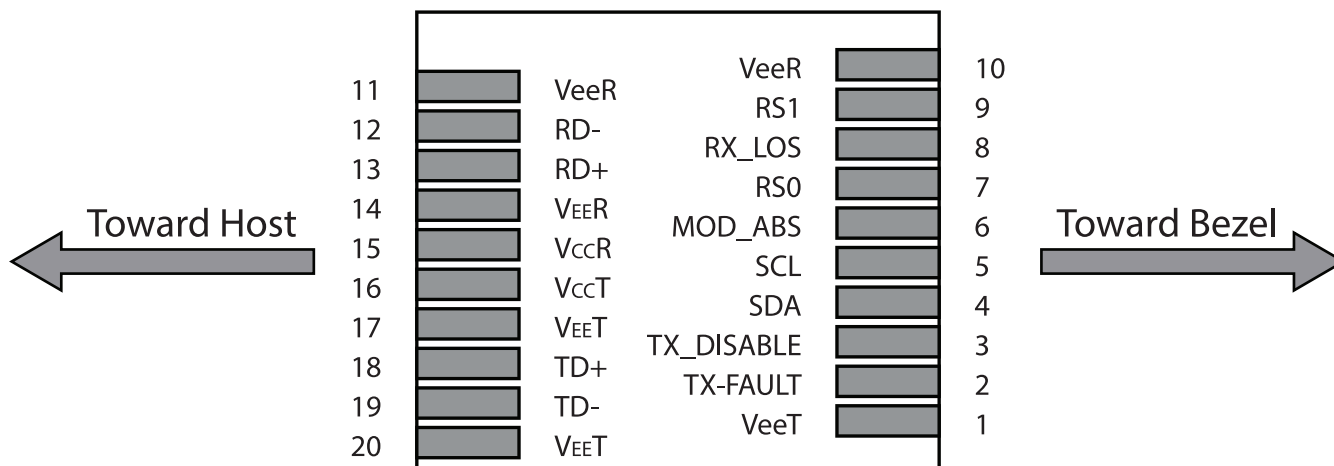 VeeR 10
11 VeeR
RS1 9
12 RD-
RX_LOS 8
13 RD+
RS0 7
14 VEER
Toward Host
MOD_ABS 6
Toward Bezel
15 VCCR
SCL 5
16 VCCT
SDA 4
17 VEET
TX_DISABLE 3
18 TD+
TX-FAULT 2
19 TD-
VeeT 1
20 VEET